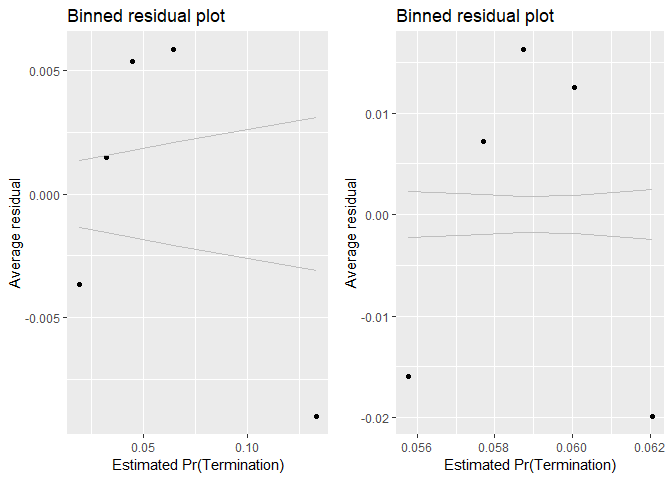 Binned residual plot
Average residual
0.005
0.000
-0.005
0.05
0.10
Estimated Pr(Termination)
Binned residual plot
Average residual
0.01
0.00
-0.01
-0.02
0.056
0.058
0.060
0.062
Estimated Pr(Termination)